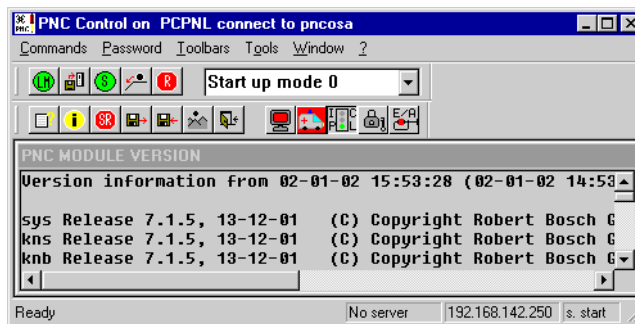 PNC Control on PCPNL connect to pncosa
Commands Password Toolbars Tools Window ?
LM S R Start up mode 0
? i SR I P C L E/A
PNC MODULE VERSION
Version information from 02-01-02 15:53:28 (02-01-02 14:53
sys Release 7.1.5, 13-12-01 (C) Copyright Robert Bosch G
kns Release 7.1.5, 13-12-01 (C) Copyright Robert Bosch G
knb Release 7.1.5, 13-12-01 (C) Copyright Robert Bosch G
Ready No server 192.168.142.250 s. start